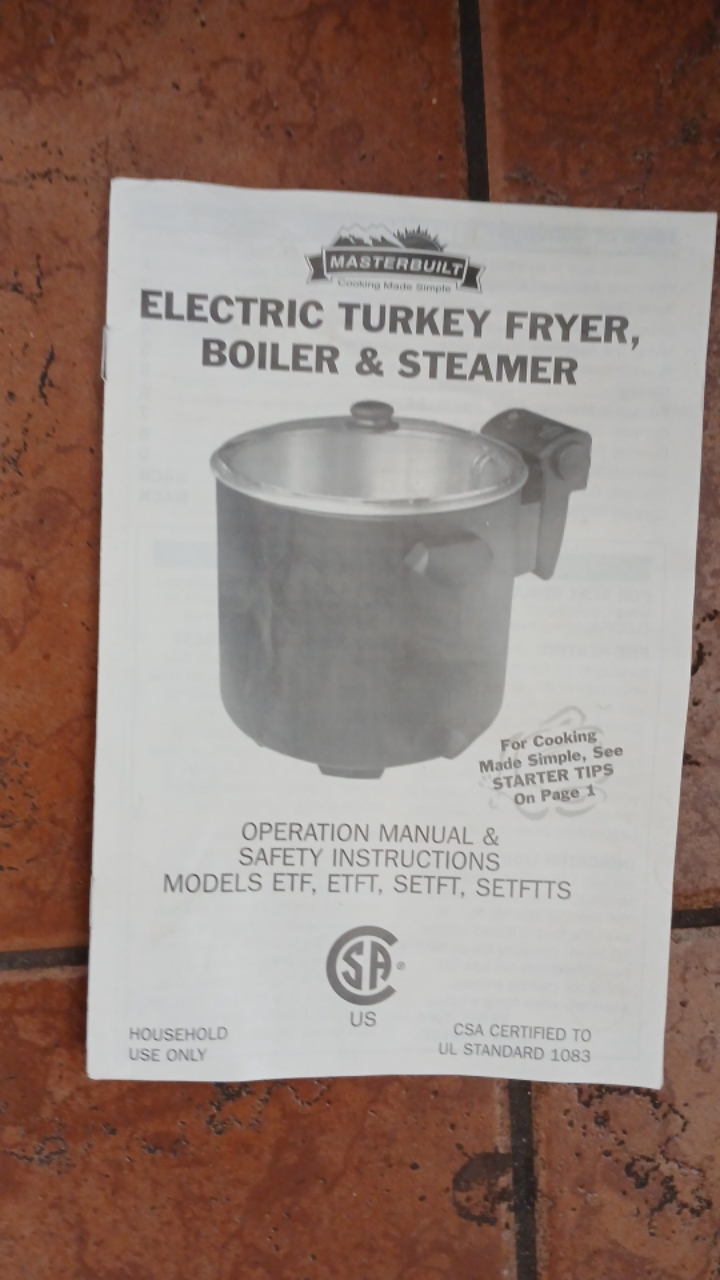 MASTERBUILT
Cooking Made Simple
ELECTRIC TURKEY FRYER,
BOILER & STEAMER
For Cooking
Made Simple, See
STARTER TIPS
On Page 1
OPERATION MANUAL &
SAFETY INSTRUCTIONS
MODELS ETF, ETFT, SETFT, SETFTTS
SA®
US
HOUSEHOLD
USE ONLY
CSA CERTIFIED TO
UL STANDARD 1083